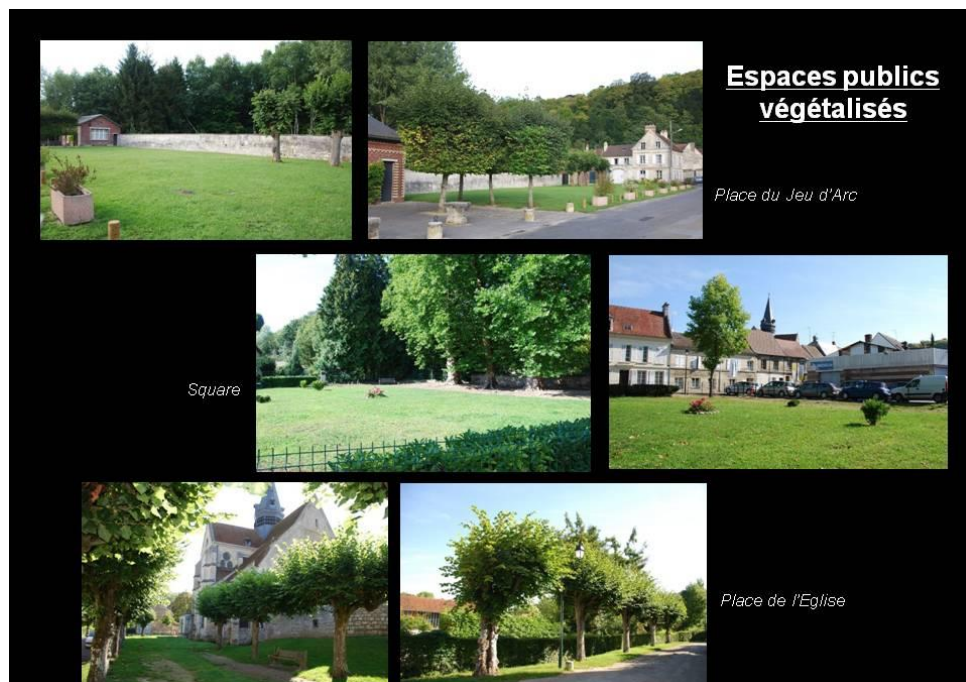 Espaces publics
végétalisés
Place du Jeu d'Arc
Square
Place de l'Eglise